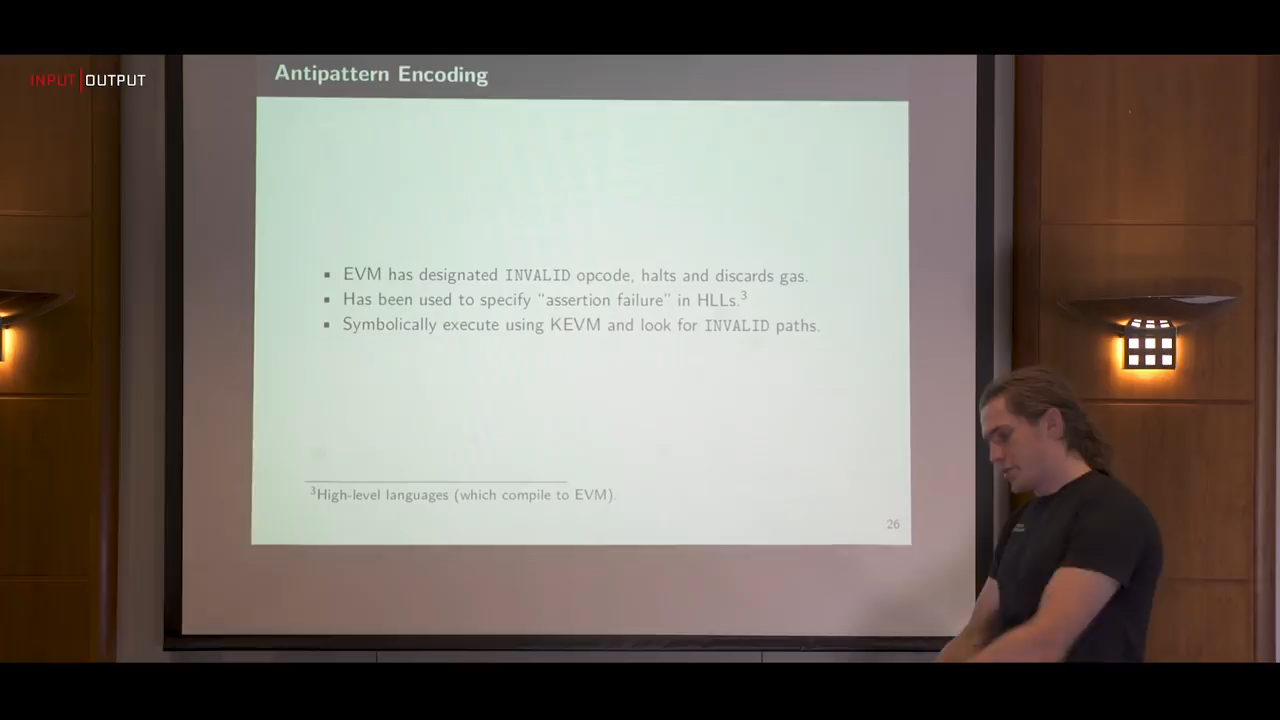 INPUT|OUTPUT
Antipattern Encoding
▪ EVM has designated INVALID opcode, halts and discards gas.
▪ Has been used to specify “assertion failure” in HLLs.³
▪ Symbolically execute using KEVM and look for INVALID paths.
³High-level languages (which compile to EVM).
26